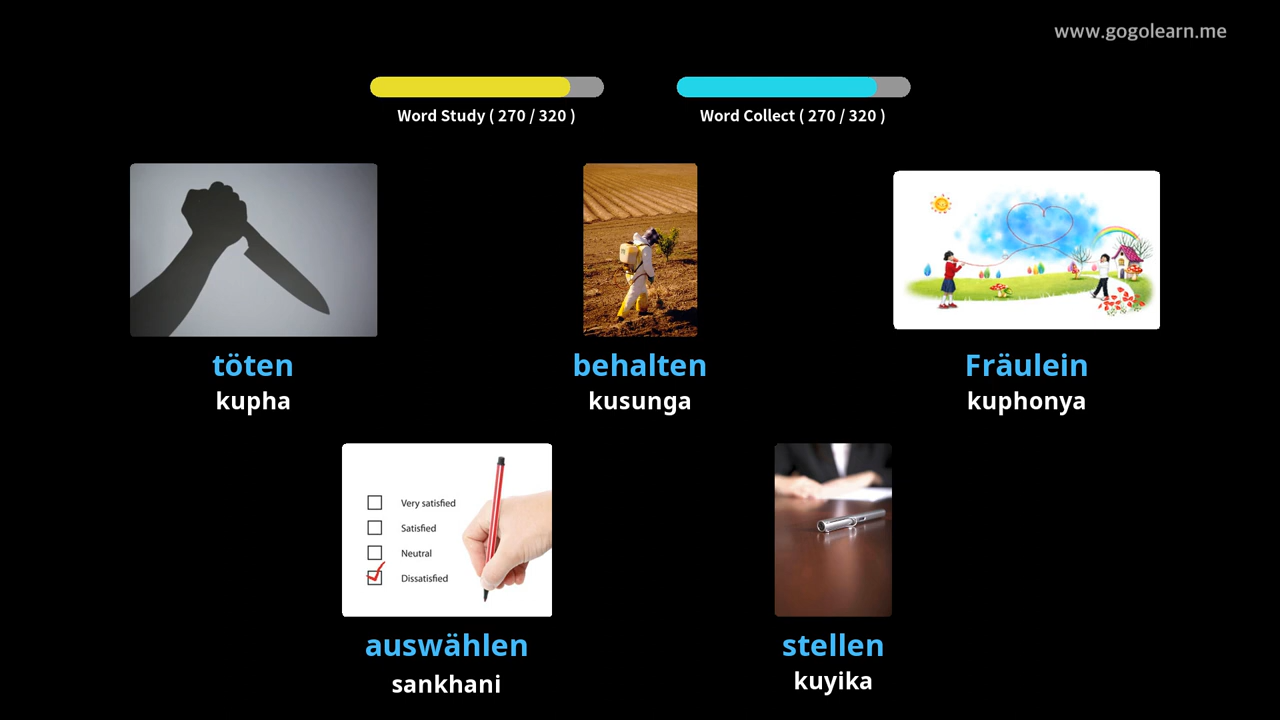 www.gogolearn.me
Word Study ( 270 / 320 )
Word Collect ( 270 / 320 )
töten
kupha
behalten
kusunga
Fräulein
kuphonya
Very satisfied
Satisfied
Neutral
Dissatisfied
auswählen
sankhani
stellen
kuyika